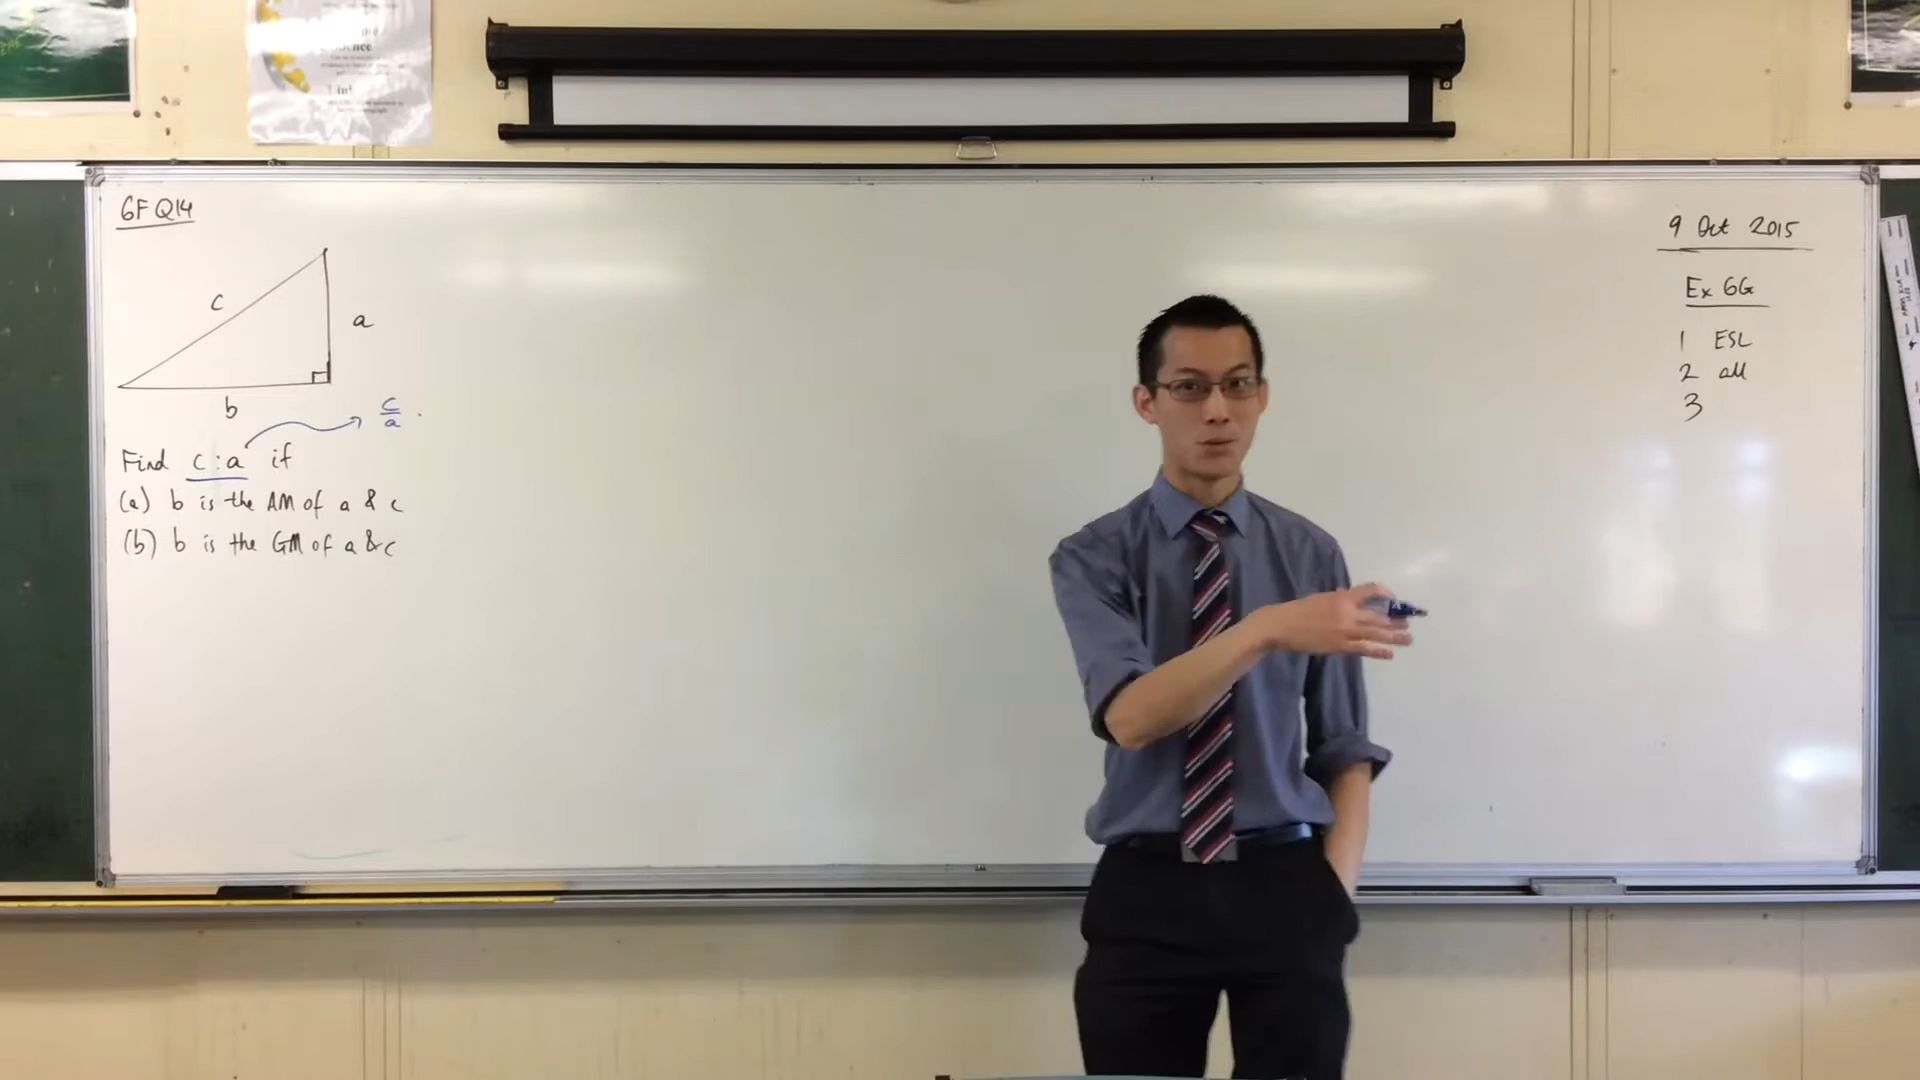 6F Q14
c
a
b
c
a
Find c : a if
(a) b is the AM of a & c
(b) b is the GM of a & c
9 Oct 2015
Ex 6G
1 ESL
2 all
3